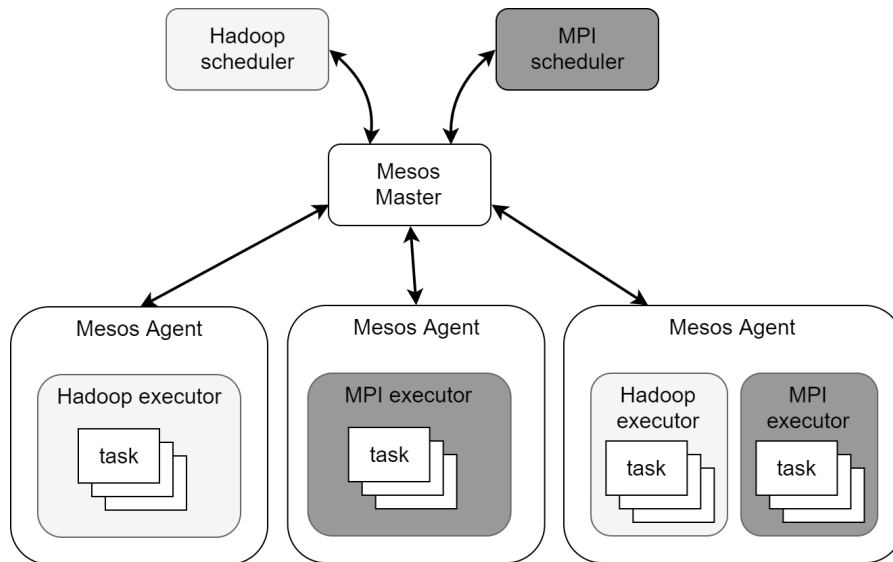 Hadoop
scheduler
MPI
scheduler
Mesos
Master
Mesos Agent
Hadoop executor
task
Mesos Agent
MPI executor
task
Mesos Agent
Hadoop
executor
task
MPI
executor
task